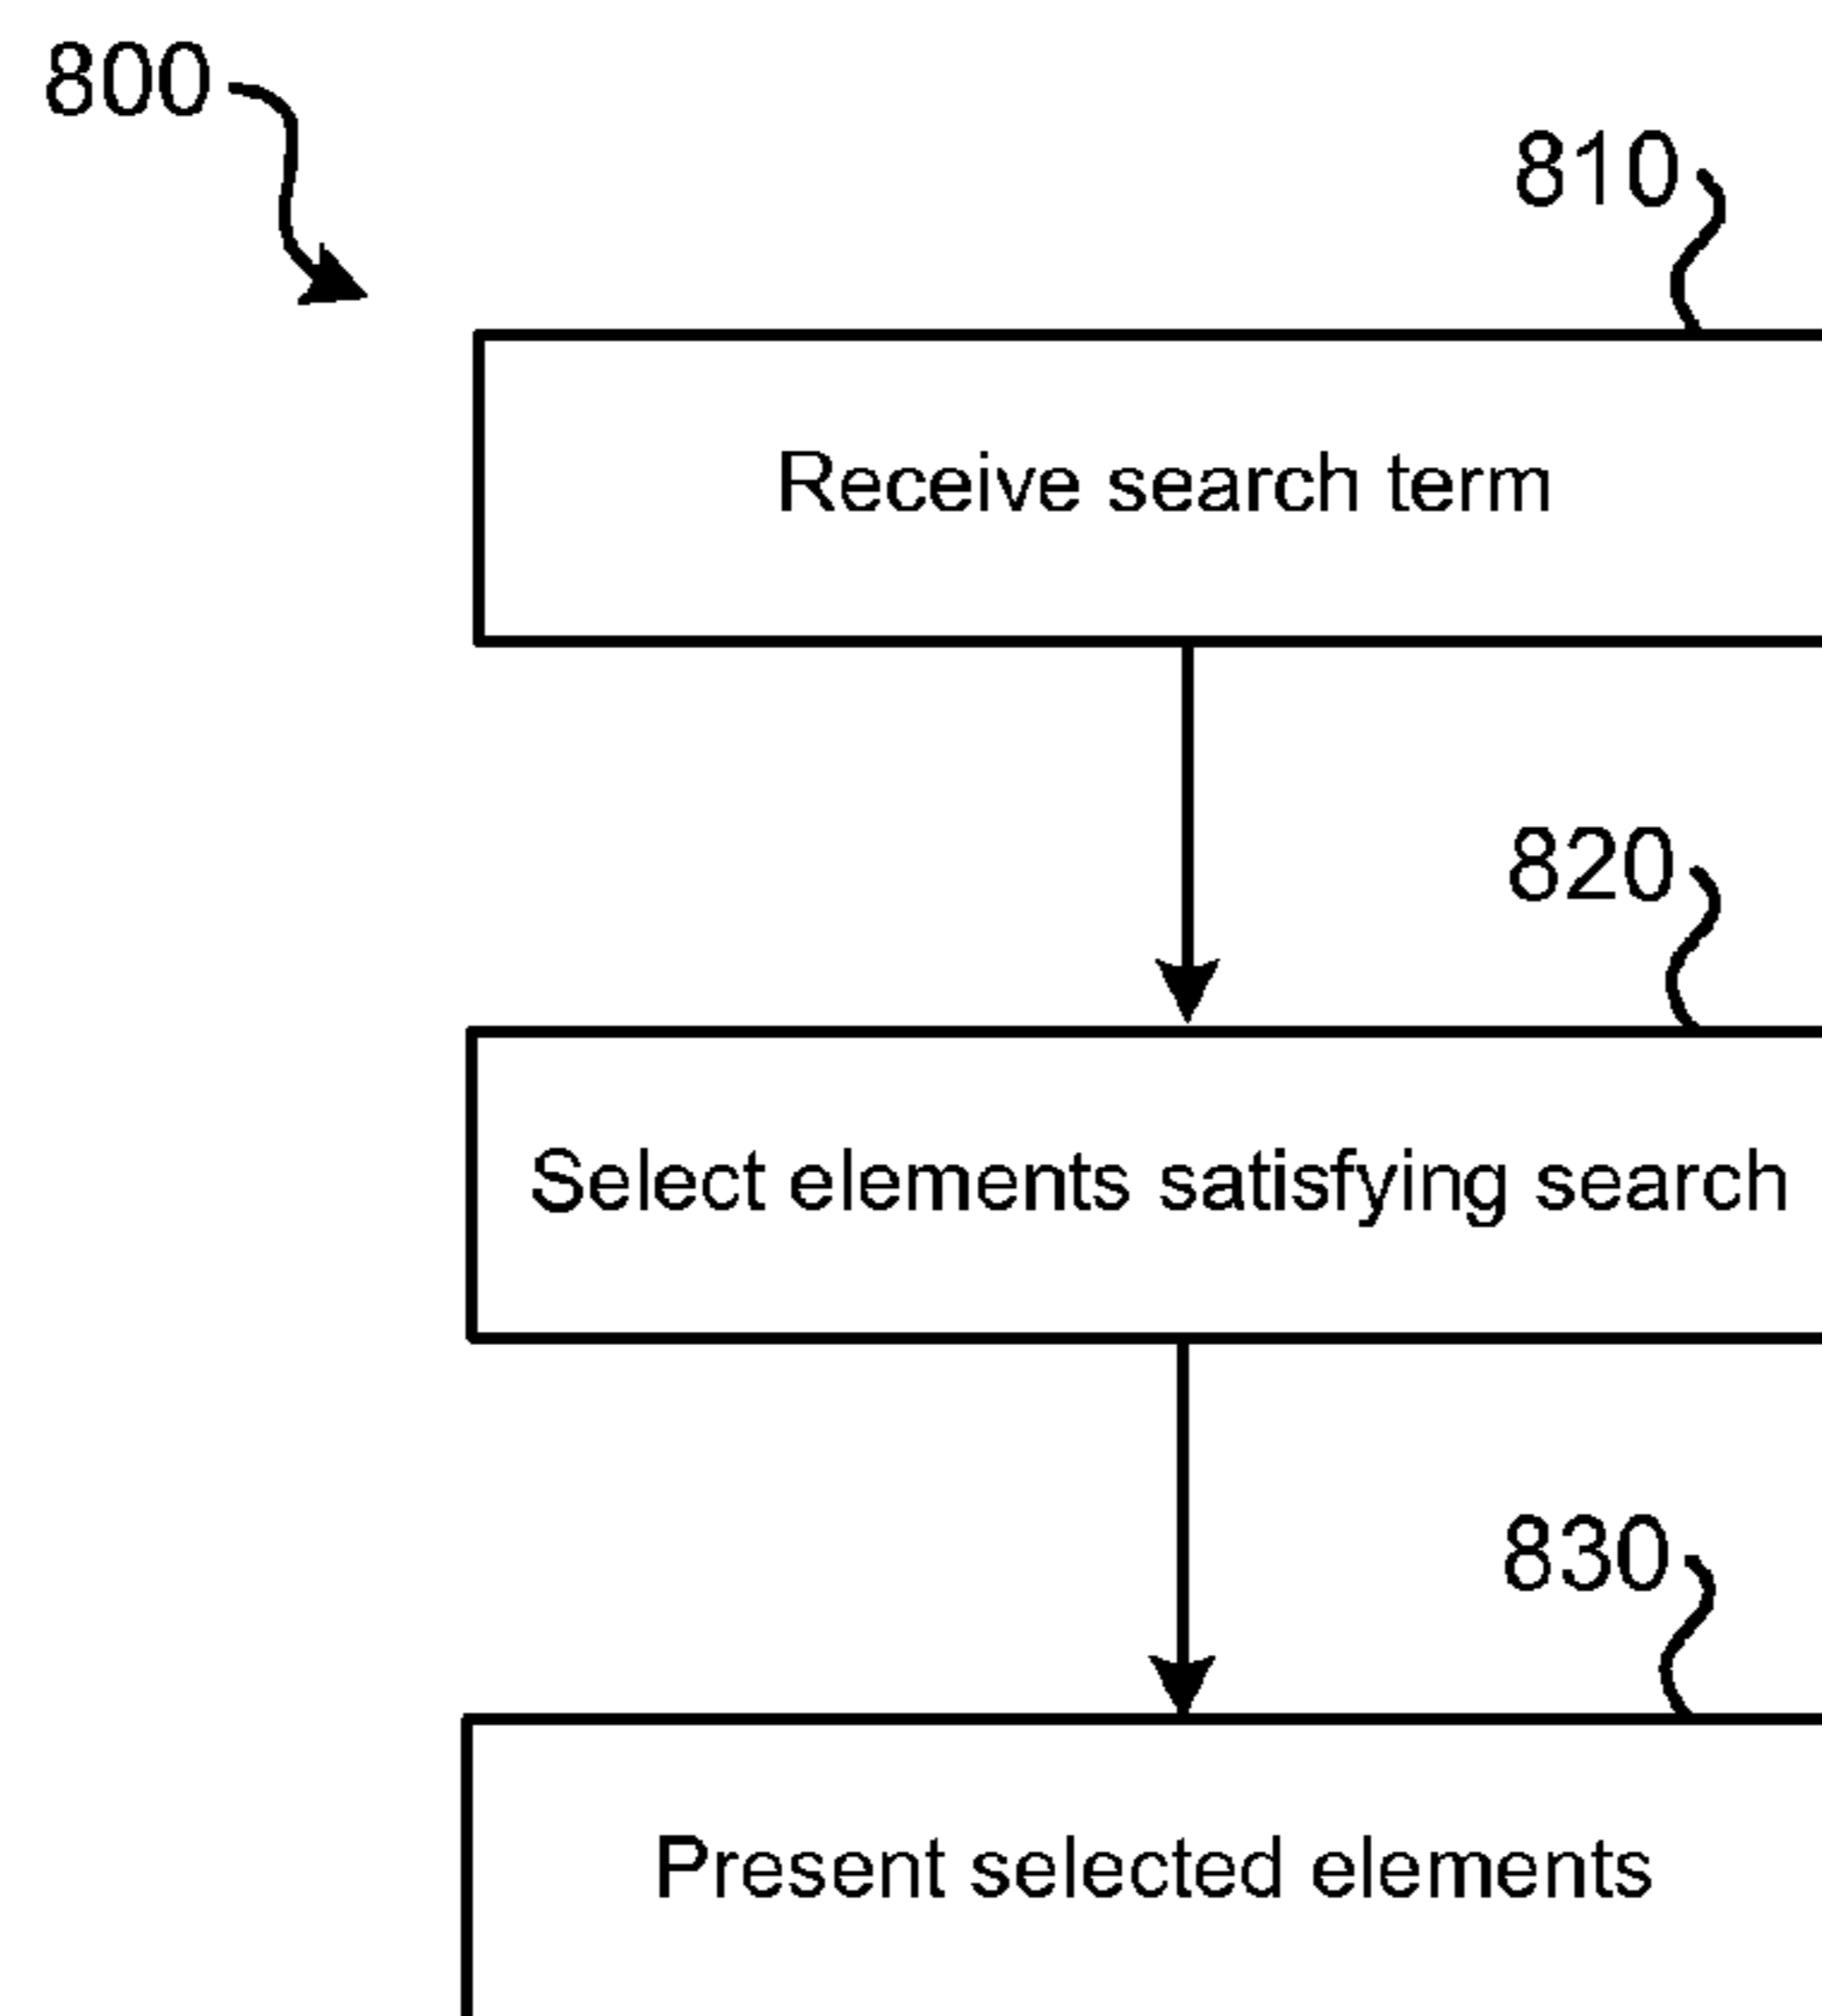 800
810
Receive search term
820
Select elements satisfying search
830
Present selected elements